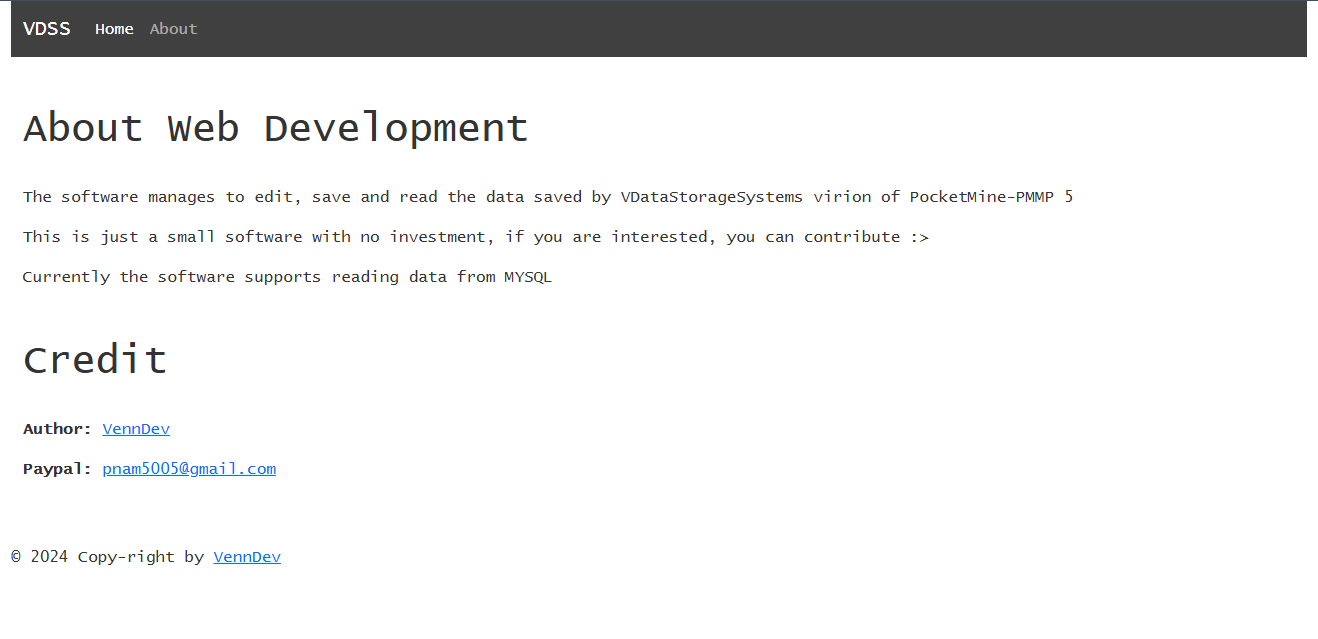 VDSS Home About
About Web Development
The software manages to edit, save and read the data saved by VDataStorageSystems virion of PocketMine-PMMP 5
This is just a small software with no investment, if you are interested, you can contribute :>
Currently the software supports reading data from MYSQL
Credit
Author: VennDev
Paypal: pnam5005@gmail.com
© 2024 Copy-right by VennDev